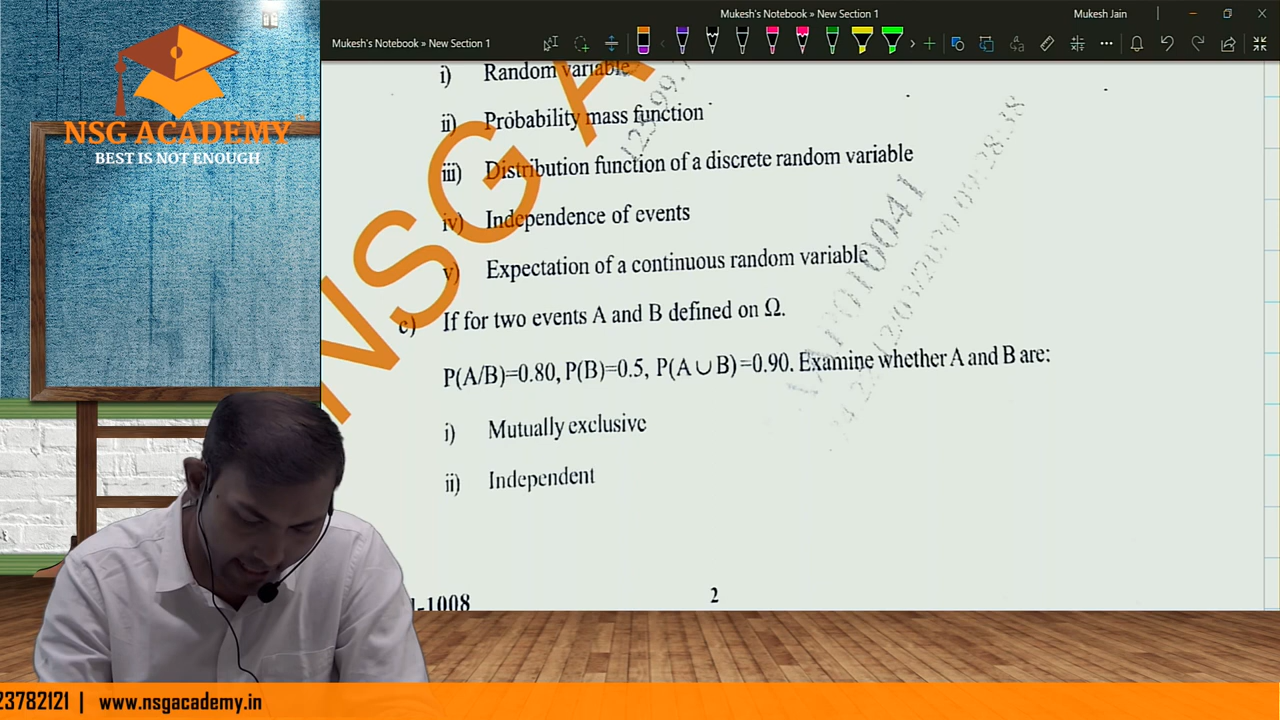 Mukesh's Notebook » New Section 1
Mukesh Jain
Mukesh's Notebook » New Section 1
NSG ACADEMY
BEST IS NOT ENOUGH
i) Random variable
ii) Probability mass function
iii) Distribution function of a discrete random variable
iv) Independence of events
v) Expectation of a continuous random variable
c) If for two events A and B defined on Ω.
P(A/B)=0.80, P(B)=0.5, P(A ∪ B)=0.90. Examine whether A and B are:
i) Mutually exclusive
ii) Independent
-1008
2
NSG A
23782121 | www.nsgacademy.in